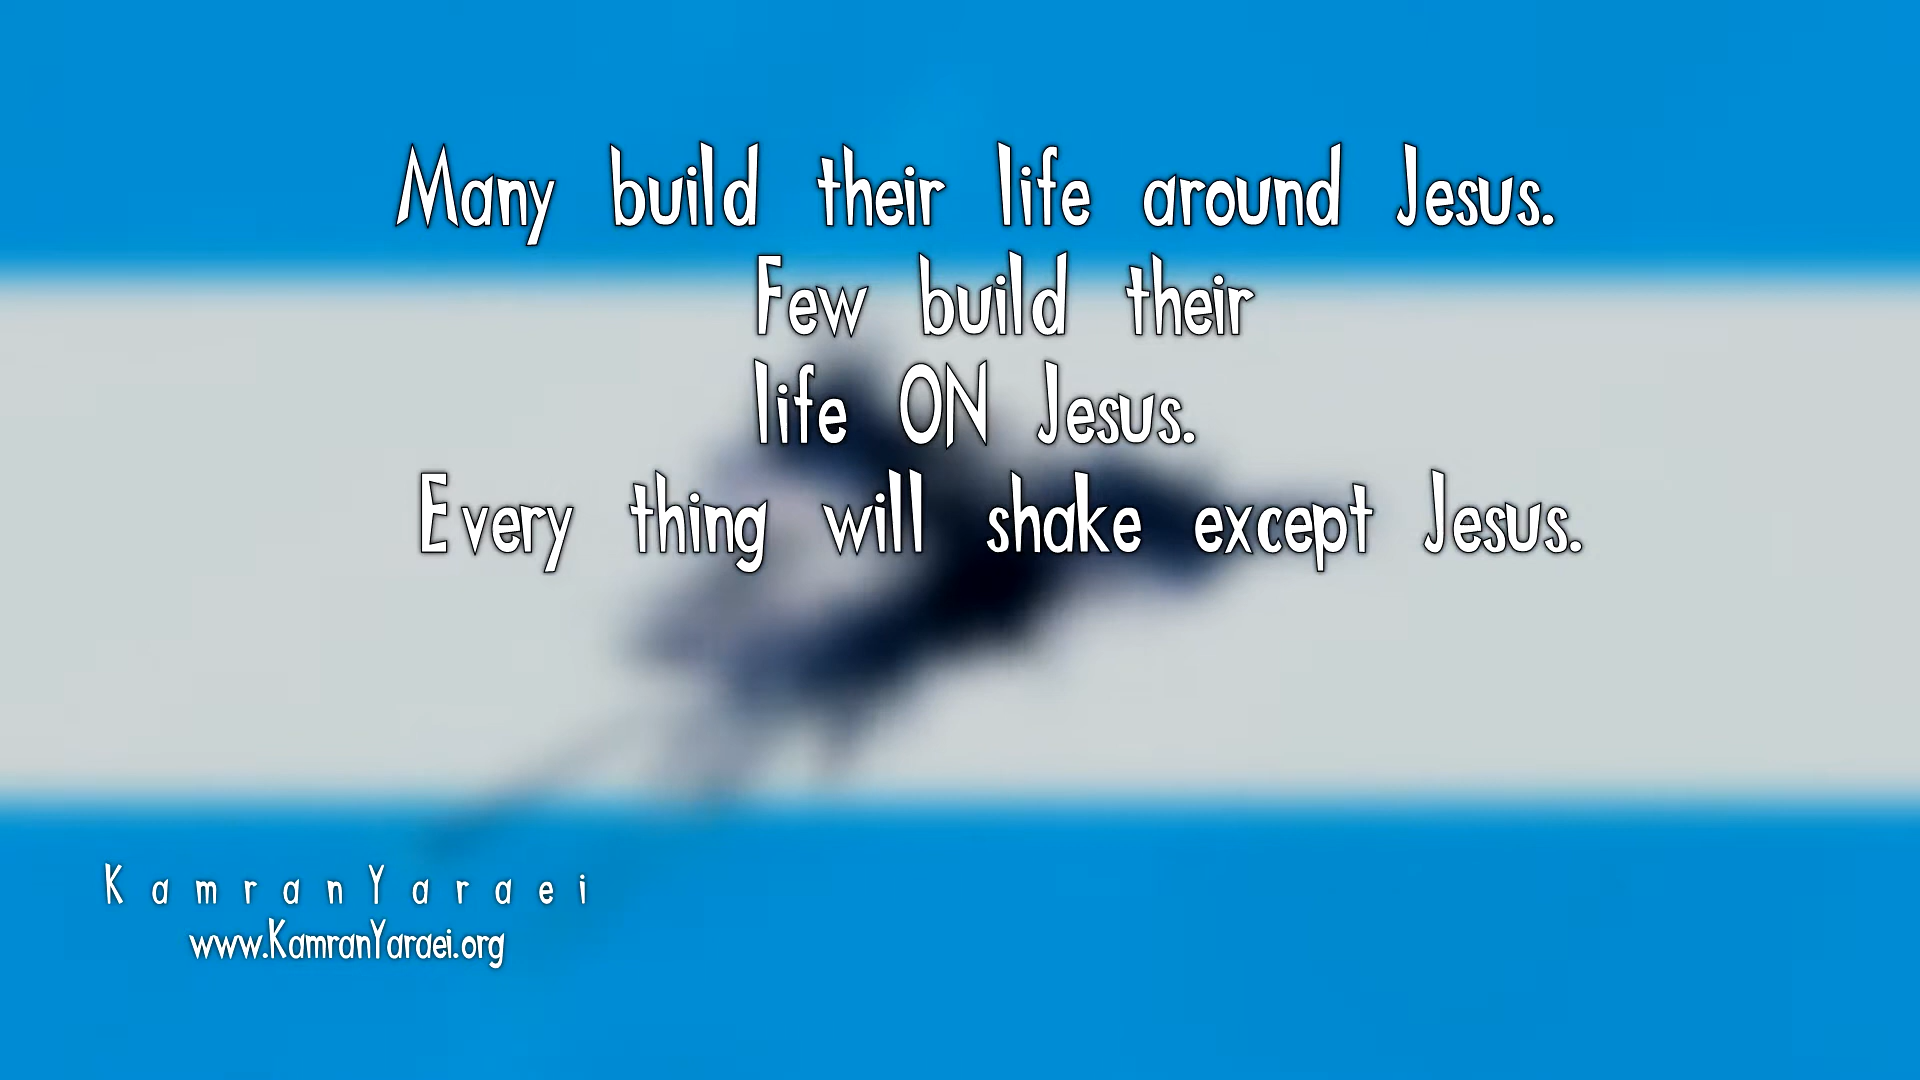 Many build their life around Jesus.
Few build their
life ON Jesus.
Every thing will shake except Jesus.
KamranYaraei
www.KamranYaraei.org